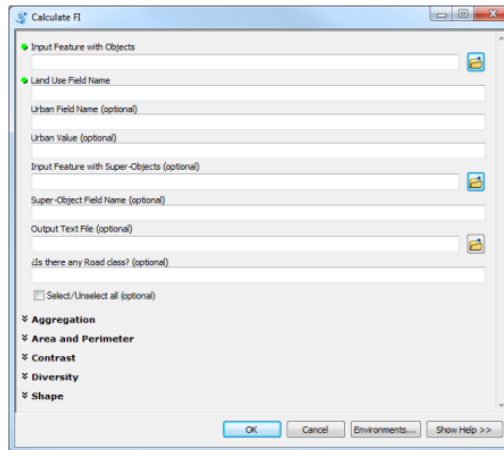 Calculate FI
Input Feature with Objects
Land Use Field Name
Urban Field Name (optional)
Urban Value (optional)
Input Feature with Super-Objects (optional)
Super-Object Field Name (optional)
Output Text File (optional)
¿Is there any Road class? (optional)
Select/Unselect all (optional)
Aggregation
Area and Perimeter
Contrast
Diversity
Shape
OK Cancel Environments... Show Help >>